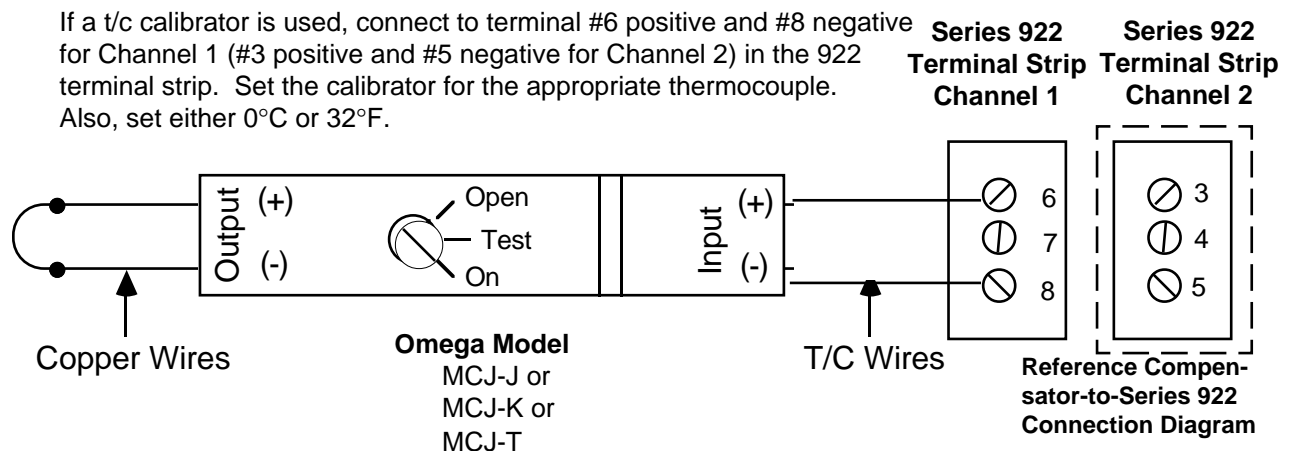 If a t/c calibrator is used, connect to terminal #6 positive and #8 negative
for Channel 1 (#3 positive and #5 negative for Channel 2) in the 922
terminal strip.  Set the calibrator for the appropriate thermocouple.
Also, set either 0°C or 32°F.
Series 922
Terminal Strip
Channel 1
Series 922
Terminal Strip
Channel 2
Output
(+)
(-)
Open
Test
On
Input
(+)
(-)
6
7
8
3
4
5
Copper Wires
Omega Model
MCJ-J or
MCJ-K or
MCJ-T
T/C Wires
Reference Compen-
sator-to-Series 922
Connection Diagram